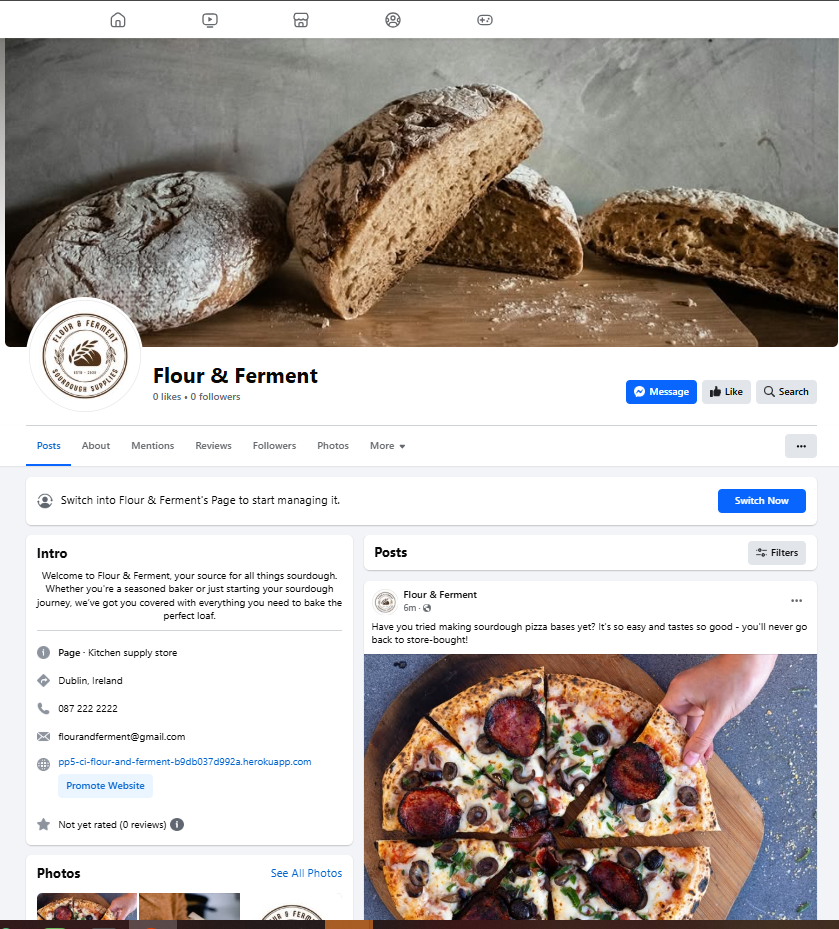 FLOUR & FERMENT
SOURDOUGH SUPPLIES
Flour & Ferment
0 likes • 0 followers
Message
Like
Search
Posts
About
Mentions
Reviews
Followers
Photos
More
Switch into Flour & Ferment's Page to start managing it.
Switch Now
Intro
Welcome to Flour & Ferment, your source for all things sourdough.
Whether you're a seasoned baker or just starting your sourdough
journey, we've got you covered with everything you need to bake the
perfect loaf.
Page · Kitchen supply store
Dublin, Ireland
087 222 2222
flourandferment@gmail.com
pp5-ci-flour-and-ferment-b9db037d992a.herokuapp.com
Promote Website
Not yet rated (0 reviews)
Photos
See All Photos
Posts
Filters
Flour & Ferment
6m ·
Have you tried making sourdough pizza bases yet? It's so easy and tastes so good - you'll never go
back to store-bought!